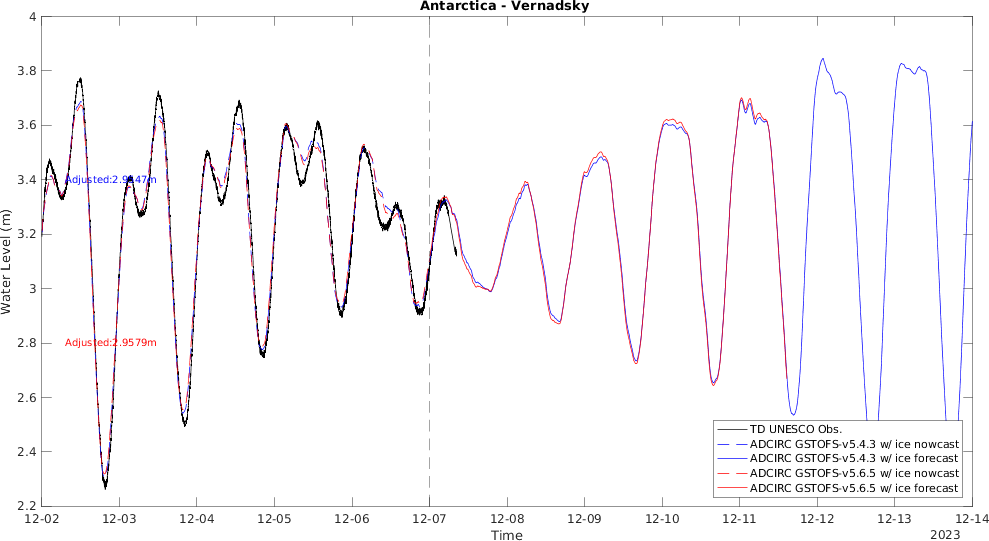 Antarctica - Vernadsky
4
3.8
3.6
3.4
3.2
3
2.8
2.6
2.4
2.2
Water Level (m)
Adjusted:2.9579m
TD UNESCO Obs.
ADCIRC GSTOFS-v5.4.3 w/ ice nowcast
ADCIRC GSTOFS-v5.4.3 w/ ice forecast
ADCIRC GSTOFS-v5.6.5 w/ ice nowcast
ADCIRC GSTOFS-v5.6.5 w/ ice forecast
12-02 12-03 12-04 12-05 12-06 12-07 12-08 12-09 12-10 12-11 12-12 12-13 12-14
Time
2023